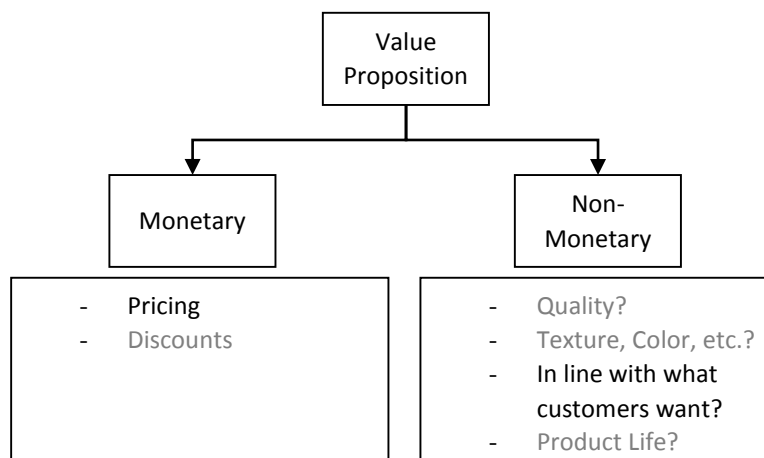 Value
Proposition
Monetary
Non-
Monetary
- Pricing
- Discounts
- Quality?
- Texture, Color, etc.?
- In line with what
customers want?
- Product Life?